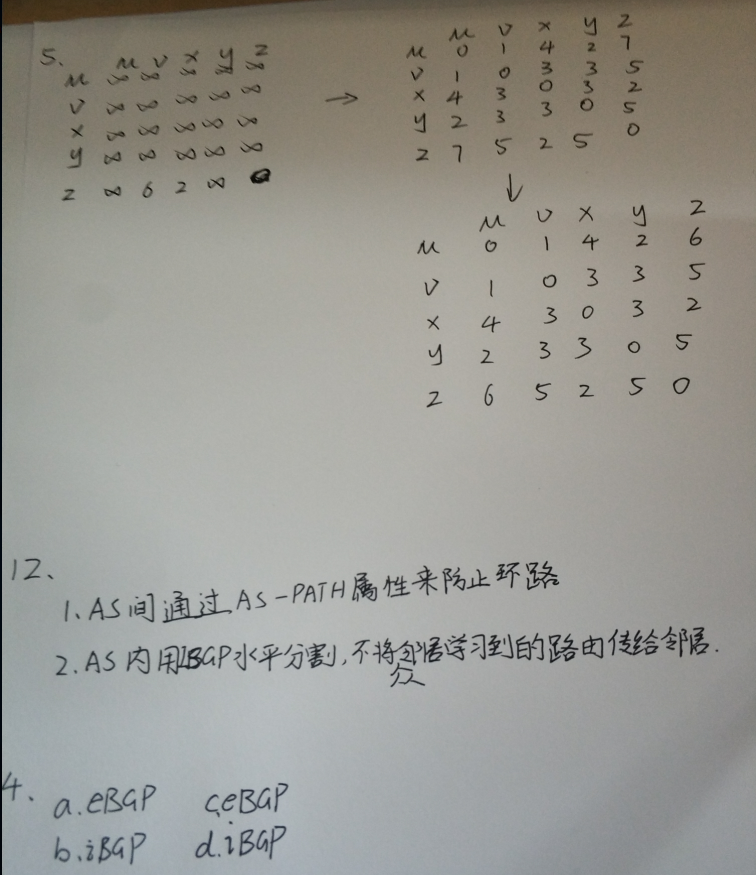 5. u v x y z
u ∞ ∞ ∞ ∞ ∞
v ∞ ∞ ∞ ∞ ∞
x ∞ ∞ ∞ ∞ ∞
y ∞ ∞ ∞ ∞ ∞
z ∞ 6 2 ∞ 0
→
u v x y z
u 0 1 4 2 7
v 1 0 3 3 5
x 4 3 0 3 2
y 2 3 3 0 5
z 7 5 2 5 0
↓
u v x y z
u 0 1 4 2 6
v 1 0 3 3 5
x 4 3 0 3 2
y 2 3 3 0 5
z 6 5 2 5 0
12、
1. AS间通过AS-PATH属性来防止环路
2. AS内用IBGP水平分割,不将从邻居学习到的路由传给邻居.
4、 a.eBGP c.eBGP
b.iBGP d.iBGP